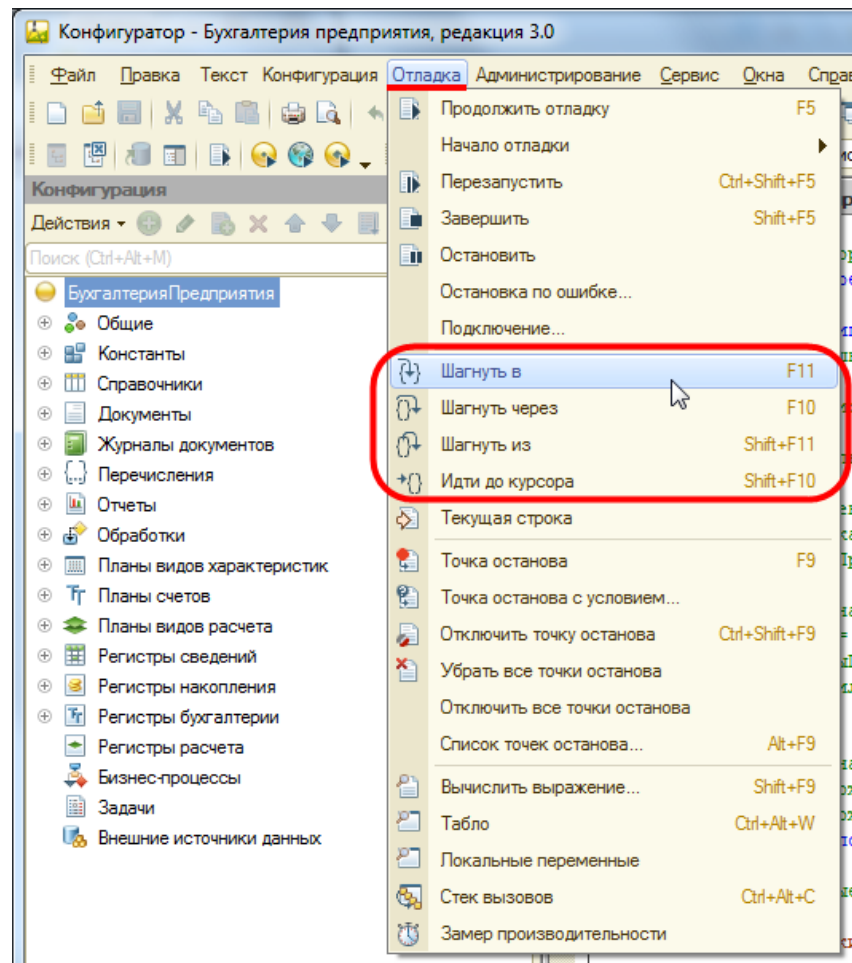 Конфигуратор - Бухгалтерия предприятия, редакция 3.0
Файл Правка Текст Конфигурация Отладка Администрирование Сервис Окна
Конфигурация
Действия
Поиск (Ctrl+Alt+M)
БухгалтерияПредприятия
Общие
Константы
Справочники
Документы
Журналы документов
Перечисления
Отчеты
Обработки
Планы видов характеристик
Планы счетов
Планы видов расчета
Регистры сведений
Регистры накопления
Регистры бухгалтерии
Регистры расчета
Бизнес-процессы
Задачи
Внешние источники данных
Продолжить отладку F5
Начало отладки
Перезапустить Ctrl+Shift+F5
Завершить Shift+F5
Остановить
Остановка по ошибке...
Подключение...
Шагнуть в F11
Шагнуть через F10
Шагнуть из Shift+F11
Идти до курсора Shift+F10
Текущая строка
Точка останова F9
Точка останова с условием...
Отключить точку останова Ctrl+Shift+F9
Убрать все точки останова
Отключить все точки останова
Список точек останова... Alt+F9
Вычислить выражение... Shift+F9
Табло Ctrl+Alt+W
Локальные переменные
Стек вызовов Ctrl+Alt+C
Замер производительности